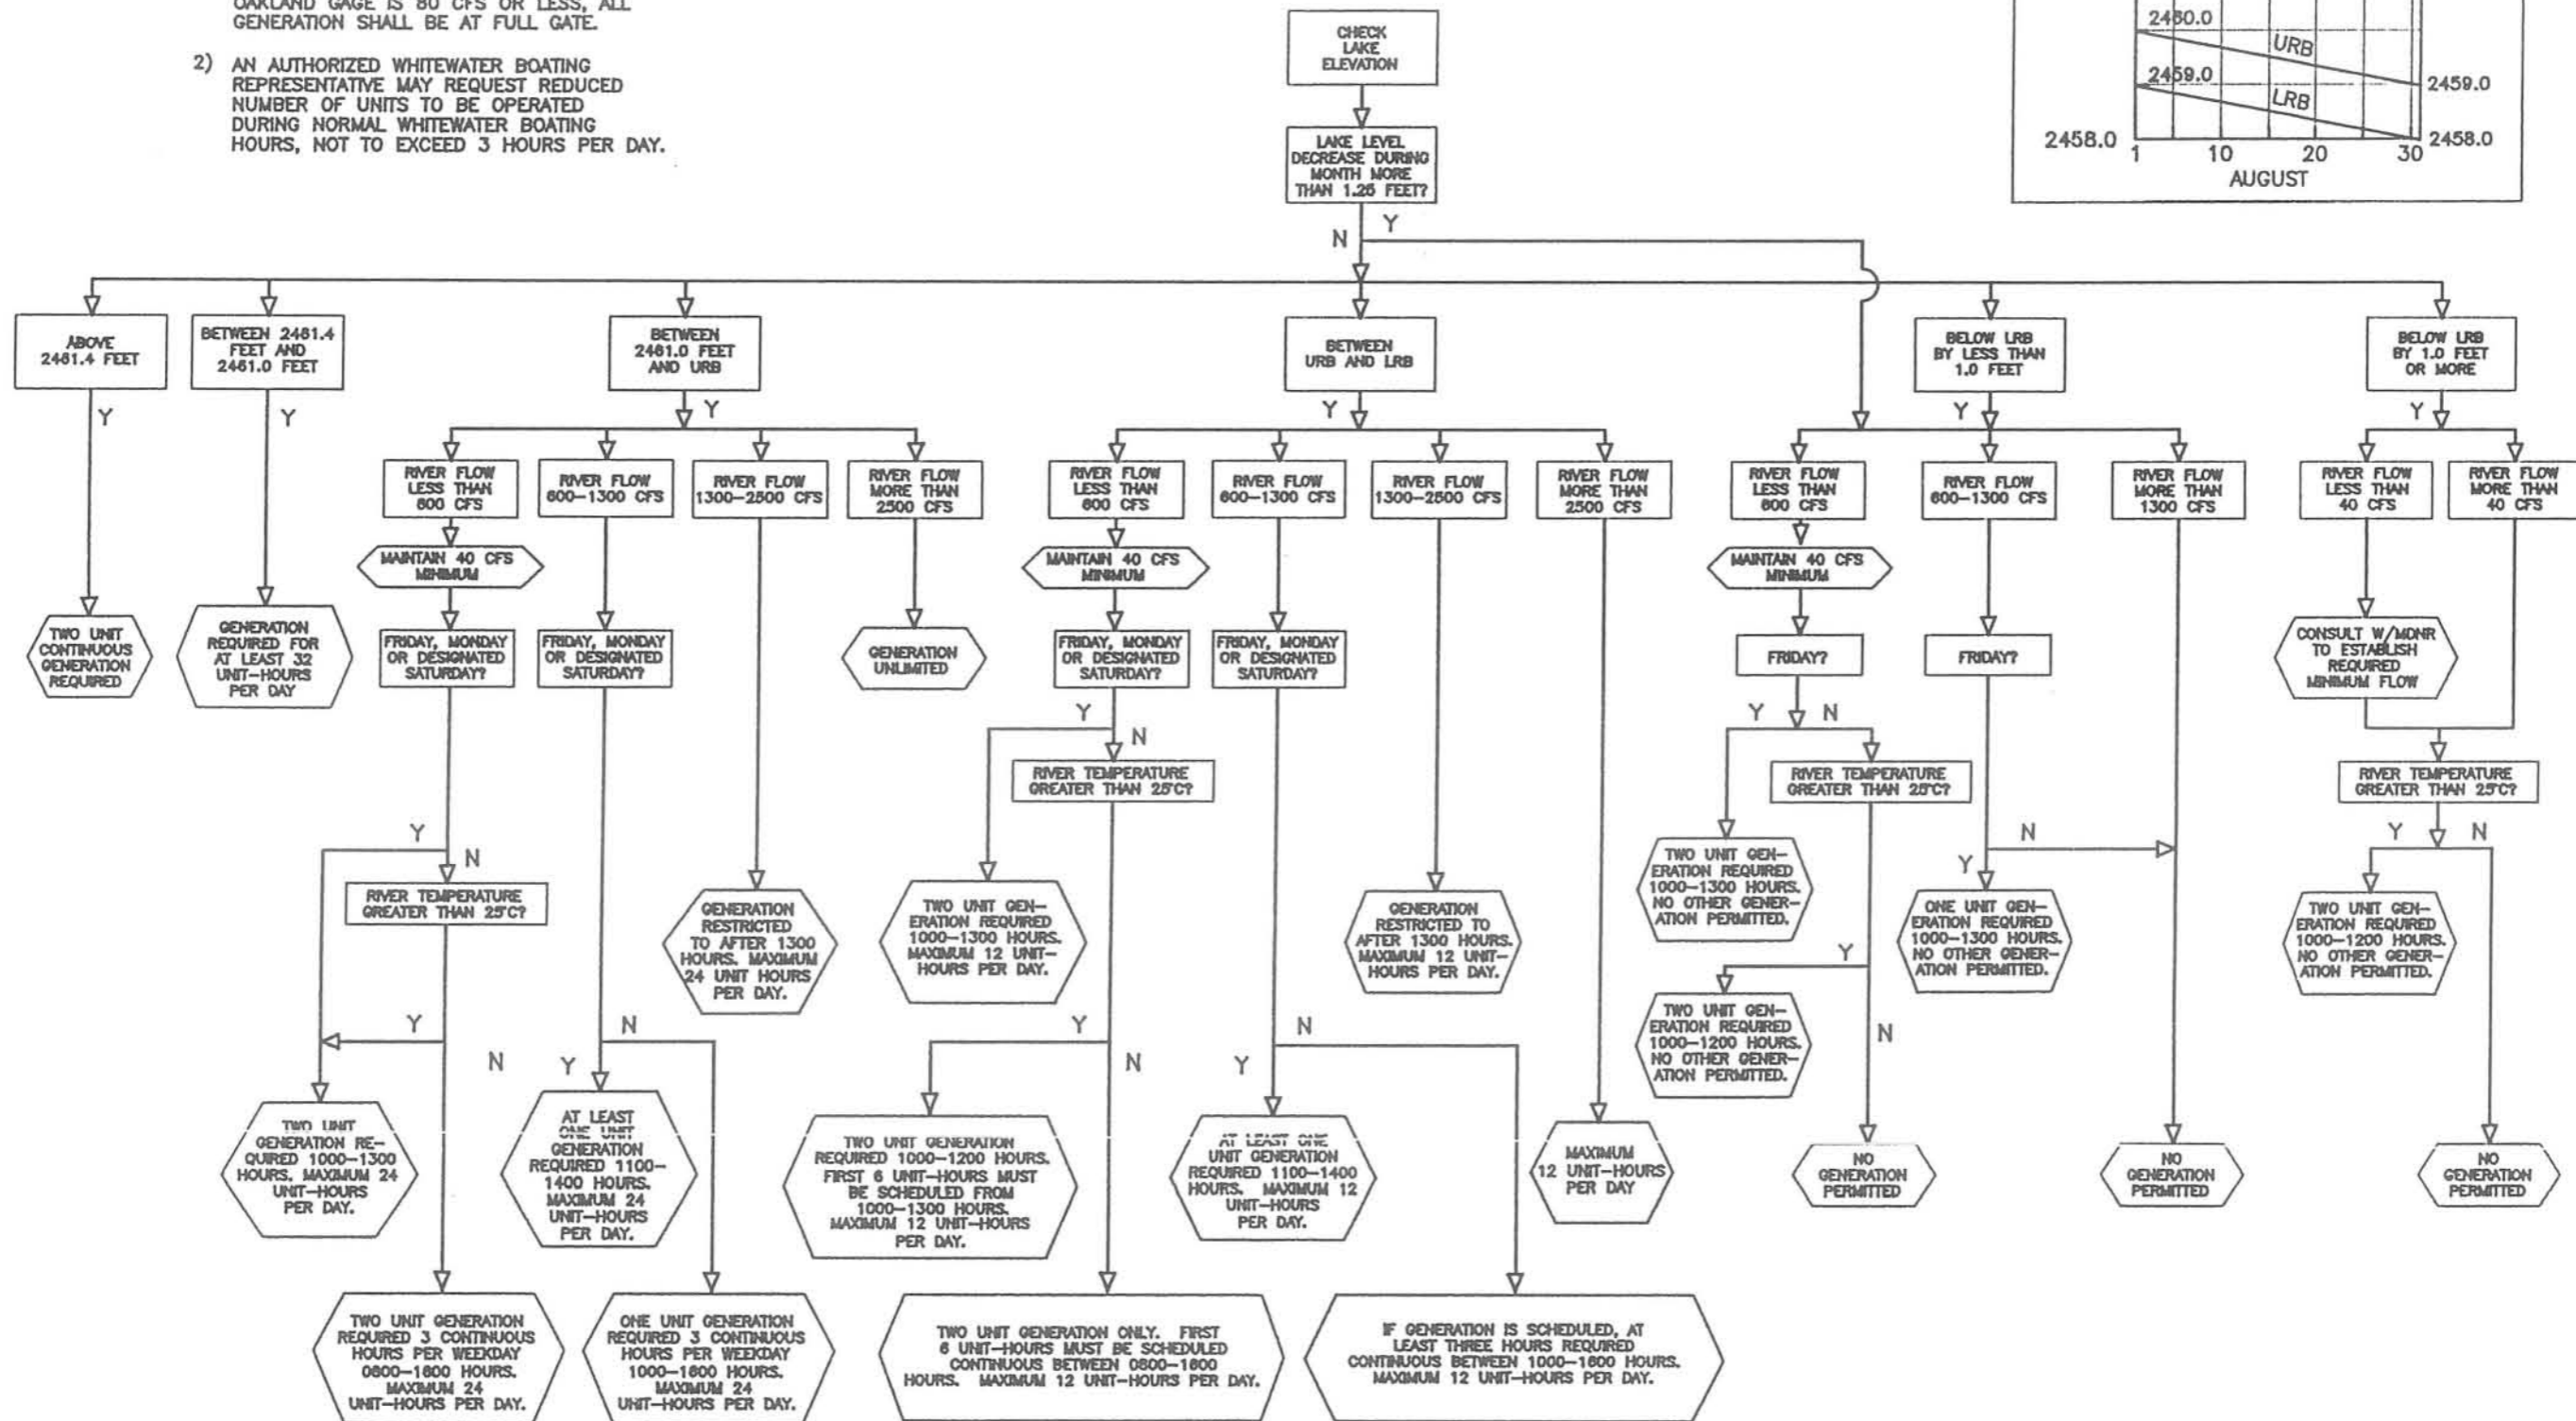 OAKLAND GAGE IS 80 CFS OR LESS, ALL
GENERATION SHALL BE AT FULL GATE.
2) AN AUTHORIZED WHITEWATER BOATING
REPRESENTATIVE MAY REQUEST REDUCED
NUMBER OF UNITS TO BE OPERATED
DURING NORMAL WHITEWATER BOATING
HOURS, NOT TO EXCEED 3 HOURS PER DAY.
CHECK
LAKE
ELEVATION
LAKE LEVEL
DECREASE DURING
MONTH MORE
THAN 1.25 FEET?
Y
N
2460.0
URB
2459.0
2459.0
LRB
2458.0
2458.0
1 10 20 30
AUGUST
ABOVE
2461.4 FEET
BETWEEN 2461.4
FEET AND
2461.0 FEET
BETWEEN
2461.0 FEET
AND URB
BETWEEN
URB AND LRB
BELOW LRB
BY LESS THAN
1.0 FEET
BELOW LRB
BY 1.0 FEET
OR MORE
Y
Y
Y
Y
Y
Y
RIVER FLOW
LESS THAN
600 CFS
RIVER FLOW
600-1300 CFS
RIVER FLOW
1300-2500 CFS
RIVER FLOW
MORE THAN
2500 CFS
RIVER FLOW
LESS THAN
600 CFS
RIVER FLOW
600-1300 CFS
RIVER FLOW
1300-2500 CFS
RIVER FLOW
MORE THAN
2500 CFS
RIVER FLOW
LESS THAN
600 CFS
RIVER FLOW
600-1300 CFS
RIVER FLOW
MORE THAN
1300 CFS
RIVER FLOW
LESS THAN
40 CFS
RIVER FLOW
MORE THAN
40 CFS
MAINTAIN 40 CFS
MINIMUM
MAINTAIN 40 CFS
MINIMUM
MAINTAIN 40 CFS
MINIMUM
TWO UNIT
CONTINUOUS
GENERATION
REQUIRED
GENERATION
REQUIRED FOR
AT LEAST 32
UNIT-HOURS
PER DAY
FRIDAY, MONDAY
OR DESIGNATED
SATURDAY?
FRIDAY, MONDAY
OR DESIGNATED
SATURDAY?
GENERATION
UNLIMITED
FRIDAY, MONDAY
OR DESIGNATED
SATURDAY?
FRIDAY, MONDAY
OR DESIGNATED
SATURDAY?
FRIDAY?
FRIDAY?
CONSULT W/MDNR
TO ESTABLISH
REQUIRED
MINIMUM FLOW
Y
N
Y N
RIVER TEMPERATURE
GREATER THAN 25°C?
RIVER TEMPERATURE
GREATER THAN 25°C?
RIVER TEMPERATURE
GREATER THAN 25°C?
Y
N
RIVER TEMPERATURE
GREATER THAN 25°C?
N
Y
Y N
GENERATION
RESTRICTED
TO AFTER 1300
HOURS. MAXIMUM
24 UNIT HOURS
PER DAY.
TWO UNIT GEN-
ERATION REQUIRED
1000-1300 HOURS.
MAXIMUM 12 UNIT-
HOURS PER DAY.
GENERATION
RESTRICTED TO
AFTER 1300 HOURS.
MAXIMUM 12 UNIT-
HOURS PER DAY.
TWO UNIT GEN-
ERATION REQUIRED
1000-1300 HOURS.
NO OTHER GENER-
ATION PERMITTED.
ONE UNIT GEN-
ERATION REQUIRED
1000-1300 HOURS.
NO OTHER GENER-
ATION PERMITTED.
TWO UNIT GEN-
ERATION REQUIRED
1000-1200 HOURS.
NO OTHER GENER-
ATION PERMITTED.
Y
N
N
Y
Y
N
N
Y
Y
N
TWO UNIT GEN-
ERATION REQUIRED
1000-1200 HOURS.
NO OTHER GENER-
ATION PERMITTED.
TWO UNIT
GENERATION RE-
QUIRED 1000-1300
HOURS. MAXIMUM 24
UNIT-HOURS
PER DAY.
AT LEAST
ONE UNIT
GENERATION
REQUIRED 1100-
1400 HOURS.
MAXIMUM 24
UNIT-HOURS
PER DAY.
TWO UNIT GENERATION
REQUIRED 1000-1200 HOURS.
FIRST 6 UNIT-HOURS MUST
BE SCHEDULED FROM
1000-1300 HOURS.
MAXIMUM 12 UNIT-HOURS
PER DAY.
AT LEAST ONE
UNIT GENERATION
REQUIRED 1100-1400
HOURS. MAXIMUM 12
UNIT-HOURS
PER DAY.
MAXIMUM
12 UNIT-HOURS
PER DAY
NO
GENERATION
PERMITTED
NO
GENERATION
PERMITTED
NO
GENERATION
PERMITTED
TWO UNIT GENERATION
REQUIRED 3 CONTINUOUS
HOURS PER WEEKDAY
0800-1600 HOURS.
MAXIMUM 24
UNIT-HOURS PER DAY.
ONE UNIT GENERATION
REQUIRED 3 CONTINUOUS
HOURS PER WEEKDAY
1000-1600 HOURS.
MAXIMUM 24
UNIT-HOURS PER DAY.
TWO UNIT GENERATION ONLY. FIRST
6 UNIT-HOURS MUST BE SCHEDULED
CONTINUOUS BETWEEN 0800-1600
HOURS. MAXIMUM 12 UNIT-HOURS PER DAY.
IF GENERATION IS SCHEDULED, AT
LEAST THREE HOURS REQUIRED
CONTINUOUS BETWEEN 1000-1600 HOURS.
MAXIMUM 12 UNIT-HOURS PER DAY.